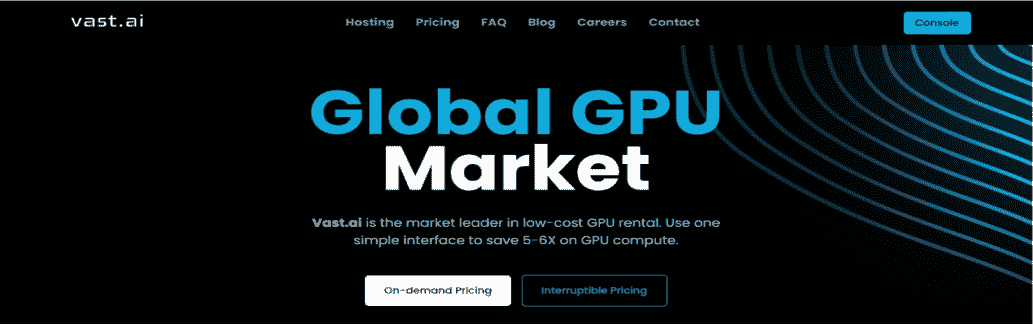 vast.ai Hosting Pricing FAQ Blog Careers Contact Console
Global GPU
Market
Vast.ai is the market leader in low-cost GPU rental. Use one
simple interface to save 5-6X on GPU compute.
On-demand Pricing Interruptible Pricing